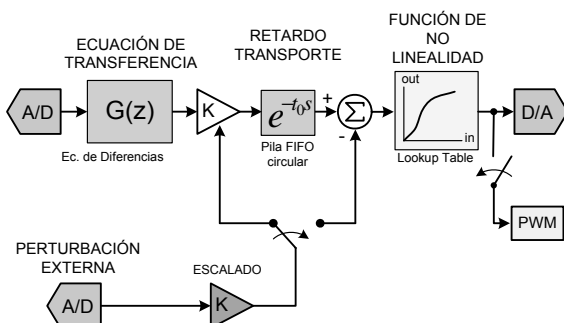 ECUACIÓN DE
TRANSFERENCIA
RETARDO
TRANSPORTE
FUNCIÓN DE
NO
LINEALIDAD
A/D
G(z)
K
e^{-t_0 s}
+
-
Σ
out
in
D/A
Ec. de Diferencias
Pila FIFO
circular
Lookup Table
PWM
PERTURBACIÓN
EXTERNA
ESCALADO
A/D
K